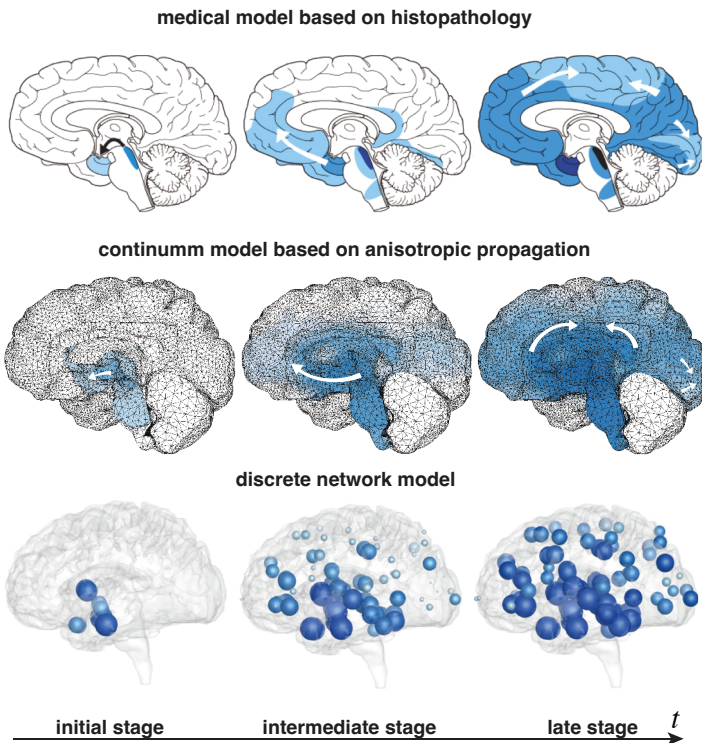 medical model based on histopathology
continumm model based on anisotropic propagation
discrete network model
t
initial stage
intermediate stage
late stage